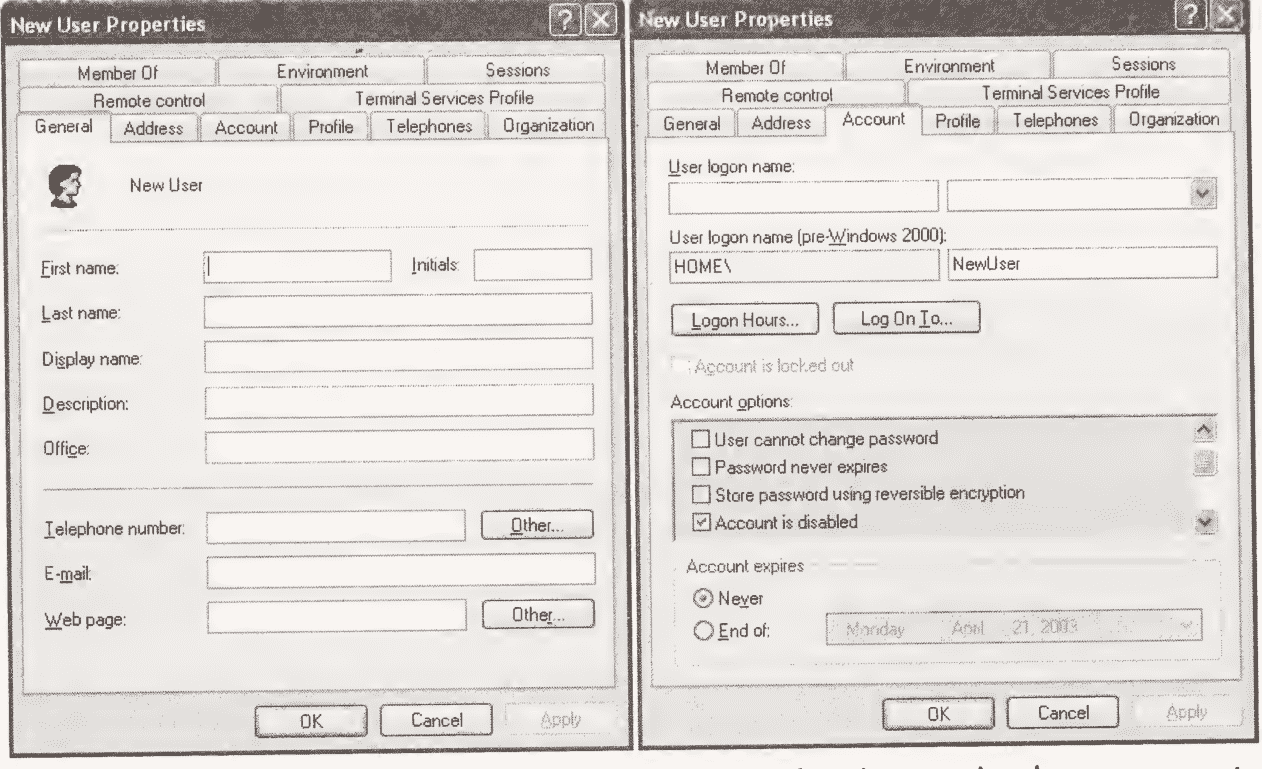 New User Properties
Member Of Environment Sessions
Remote control Terminal Services Profile
General Address Account Profile Telephones Organization
New User
First name: Initials:
Last name:
Display name:
Description:
Office:
Telephone number: Other...
E-mail:
Web page: Other...
OK Cancel Apply
New User Properties
Member Of Environment Sessions
Remote control Terminal Services Profile
General Address Account Profile Telephones Organization
User logon name:
User logon name (pre-Windows 2000):
HOME\ NewUser
Logon Hours... Log On To...
Account is locked out
Account options:
User cannot change password
Password never expires
Store password using reversible encryption
Account is disabled
Account expires
Never
End of: Monday April 21, 2003
OK Cancel Apply